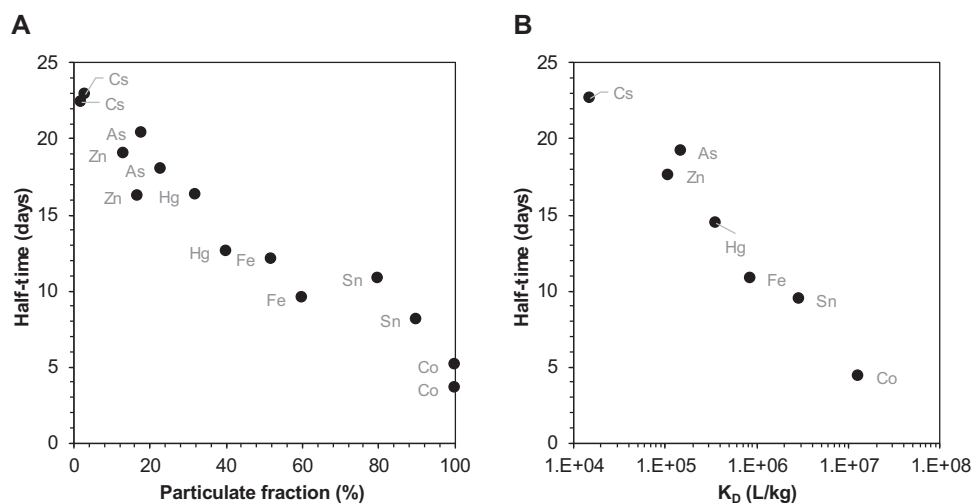 A
25
20
15
10
5
0
Half-time (days)
Cs
Cs
As
Zn
As
Zn
Hg
Hg
Fe
Fe
Sn
Sn
Co
Co
0 20 40 60 80 100
Particulate fraction (%)
B
25
20
15
10
5
0
Half-time (days)
Cs
As
Zn
Hg
Fe
Sn
Co
1.E+04 1.E+05 1.E+06 1.E+07 1.E+08
K_D (L/kg)